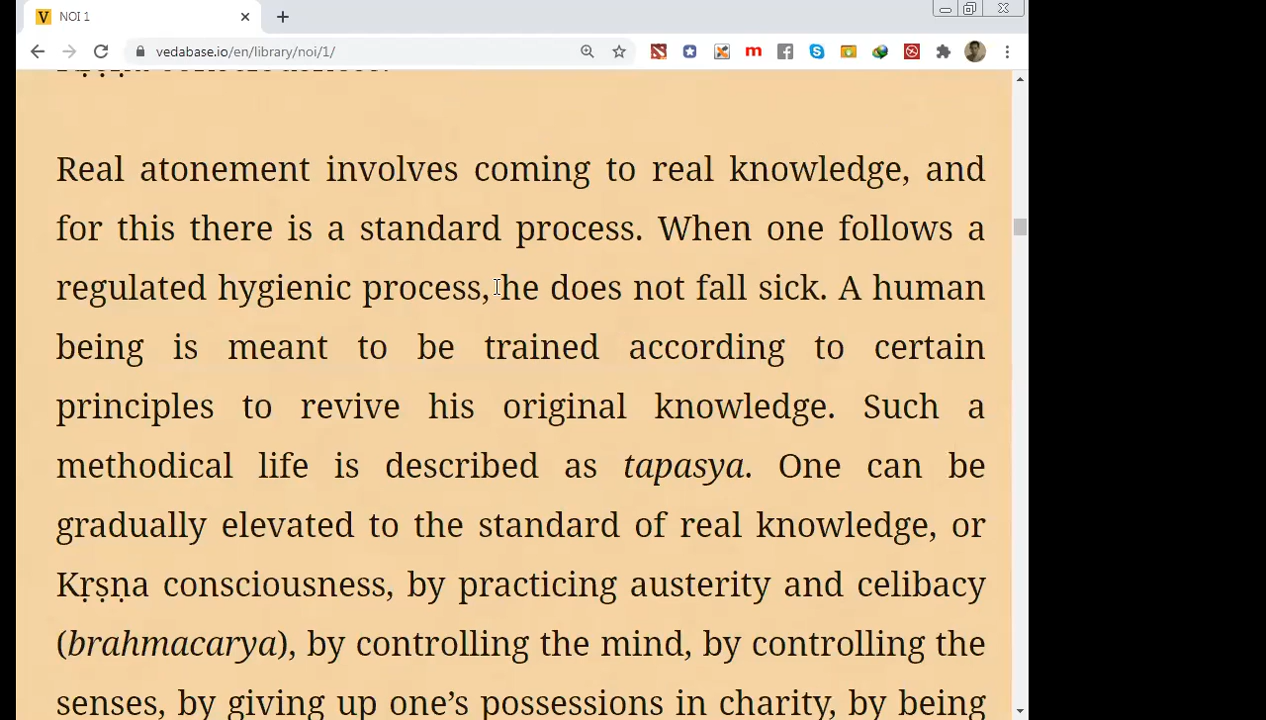 V NOI 1
vedabase.io/en/library/noi/1/
m
Real atonement involves coming to real knowledge, and
for this there is a standard process. When one follows a
regulated hygienic process, he does not fall sick. A human
being is meant to be trained according to certain
principles to revive his original knowledge. Such a
methodical life is described as tapasya. One can be
gradually elevated to the standard of real knowledge, or
Kṛṣṇa consciousness, by practicing austerity and celibacy
(brahmacarya), by controlling the mind, by controlling the
senses, by giving up one’s possessions in charity, by being